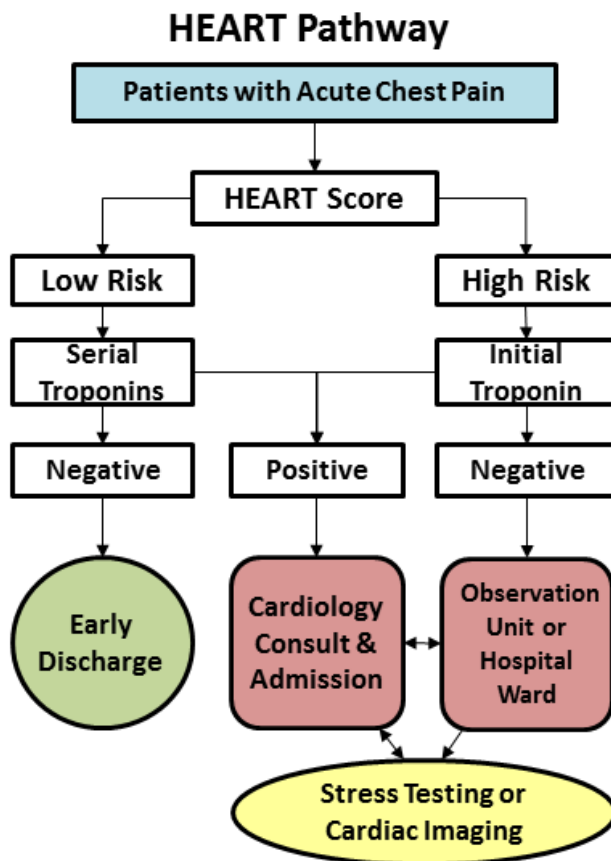 HEART Pathway
Patients with Acute Chest Pain
HEART Score
Low Risk
High Risk
Serial
Troponins
Initial
Troponin
Negative
Positive
Negative
Early
Discharge
Cardiology
Consult &
Admission
Observation
Unit or
Hospital
Ward
Stress Testing or
Cardiac Imaging